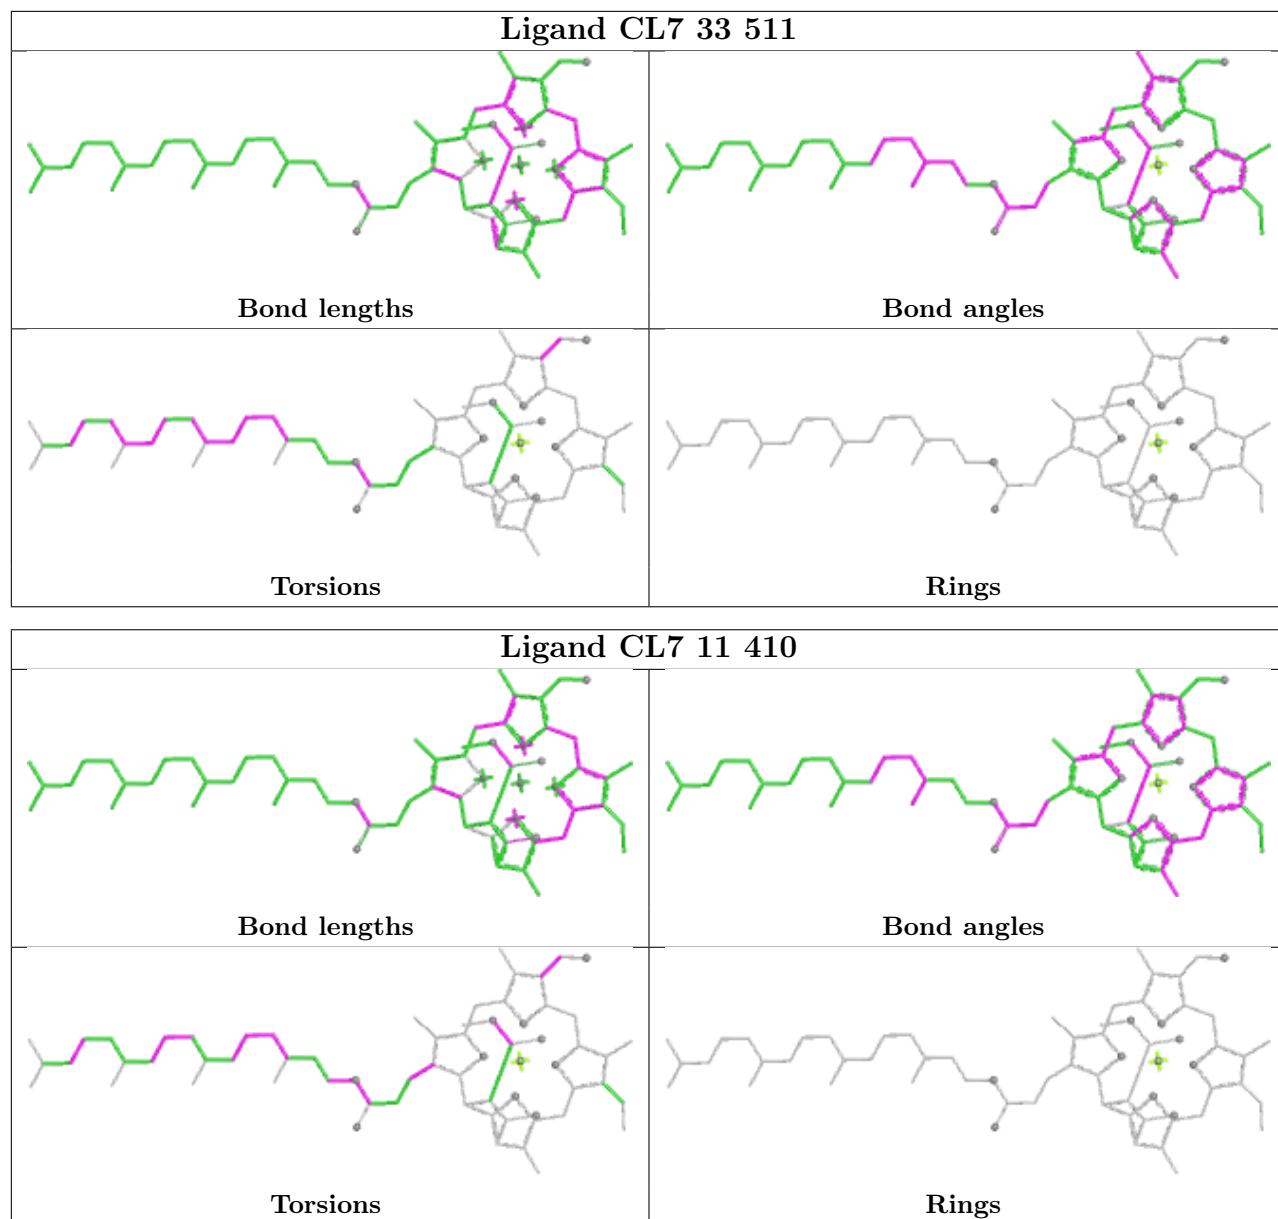 Ligand CL7 33 511
Bond lengths
Bond angles
Torsions
Rings
Ligand CL7 11 410
Bond lengths
Bond angles
Torsions
Rings